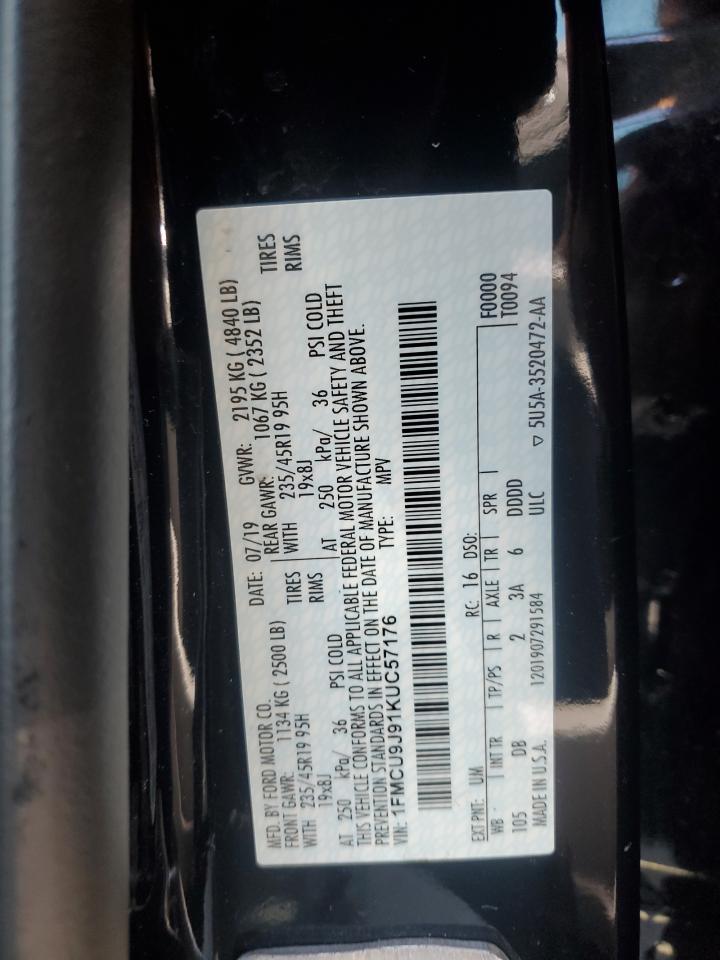 MFD. BY FORD MOTOR CO. DATE: 07/19 GVWR: 2195 KG ( 4840 LB)
FRONT GAWR: 1134 KG ( 2500 LB) REAR GAWR: 1067 KG ( 2352 LB)
WITH 235/45R19 95H TIRES WITH 235/45R19 95H TIRES
19x8J RIMS 19x8J RIMS
AT 250 kPa/ 36 PSI COLD AT 250 kPa/ 36 PSI COLD
THIS VEHICLE CONFORMS TO ALL APPLICABLE FEDERAL MOTOR VEHICLE SAFETY AND THEFT
PREVENTION STANDARDS IN EFFECT ON THE DATE OF MANUFACTURE SHOWN ABOVE.
VIN: 1FMCU9J91KUC57176 TYPE: MPV
EXT PNT: UM RC: 16 DSO: F0000
WB INT TR TP/PS R AXLE TR SPR T0094
105 DB 2 3A 6 DDDD
MADE IN U.S.A. 1201907291584 ULC ▽ 5U5A-3520472-AA